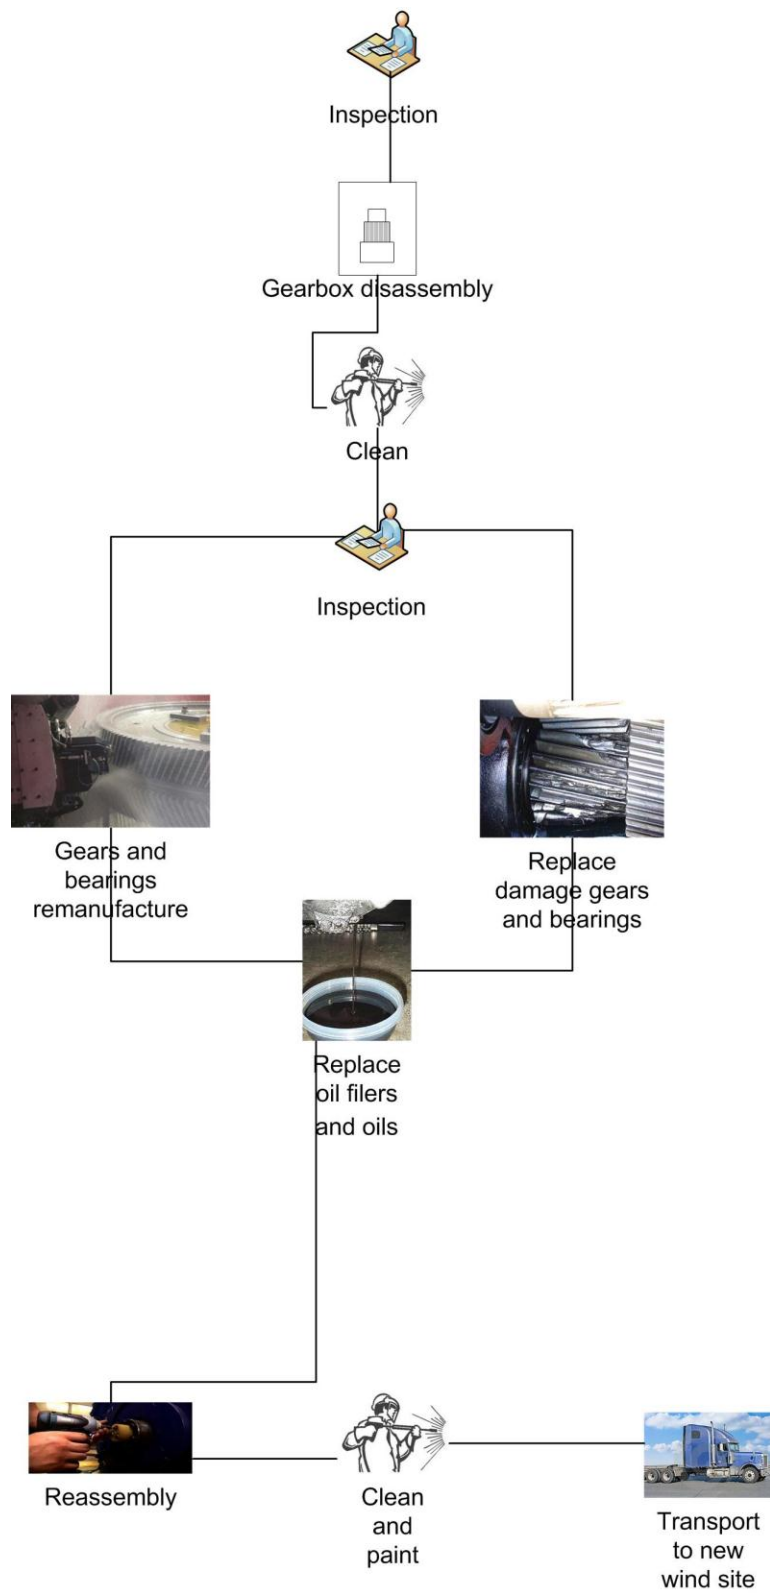 Inspection
Gearbox disassembly
Clean
Inspection
Gears and
bearings
remanufacture
Replace
damage gears
and bearings
Replace
oil filers
and oils
Reassembly
Clean
and
paint
Transport
to new
wind site